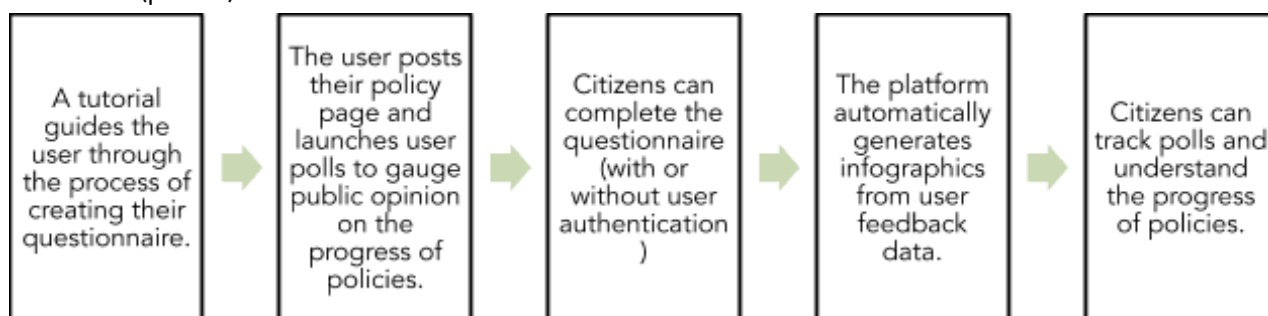 A tutorial
guides the
user through
the process of
creating their
questionnaire.
The user posts
their policy
page and
launches user
polls to gauge
public opinion
on the
progress of
policies.
Citizens can
complete the
questionnaire
(with or
without user
authentication
)
The platform
automatically
generates
infographics
from user
feedback
data.
Citizens can
track polls and
understand
the progress
of policies.